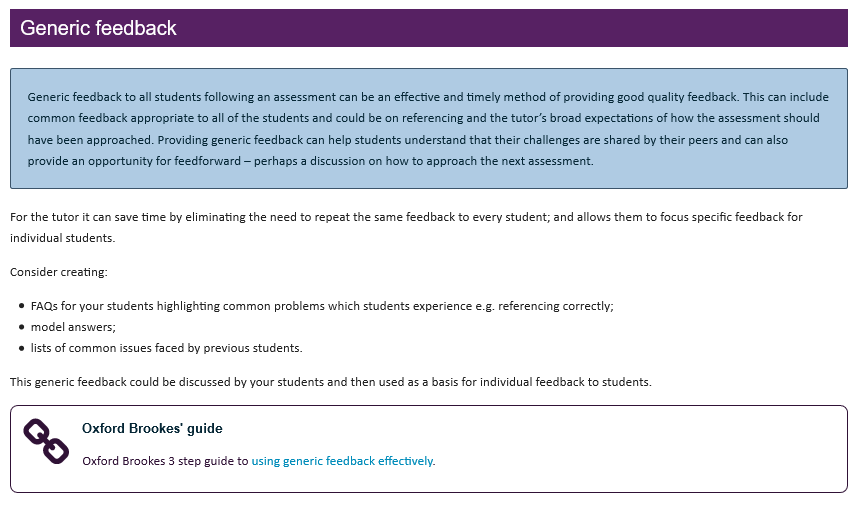 Generic feedback
Generic feedback to all students following an assessment can be an effective and timely method of providing good quality feedback. This can include
common feedback appropriate to all of the students and could be on referencing and the tutor’s broad expectations of how the assessment should
have been approached. Providing generic feedback can help students understand that their challenges are shared by their peers and can also
provide an opportunity for feedforward – perhaps a discussion on how to approach the next assessment.
For the tutor it can save time by eliminating the need to repeat the same feedback to every student; and allows them to focus specific feedback for
individual students.
Consider creating:
• FAQs for your students highlighting common problems which students experience e.g. referencing correctly;
• model answers;
• lists of common issues faced by previous students.
This generic feedback could be discussed by your students and then used as a basis for individual feedback to students.
Oxford Brookes' guide
Oxford Brookes 3 step guide to using generic feedback effectively.